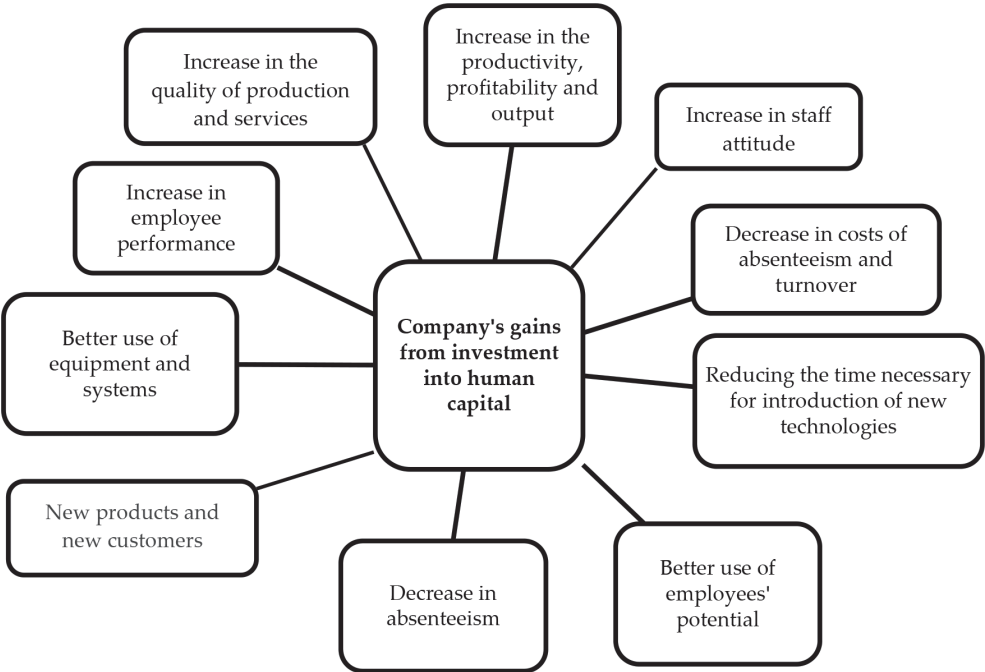 Increase in the
quality of production
and services
Increase in the
productivity,
profitability and
output
Increase in staff
attitude
Increase in
employee
performance
Decrease in costs of
absenteeism and
turnover
Company's gains
from investment
into human
capital
Better use of
equipment and
systems
Reducing the time necessary
for introduction of new
technologies
New products and
new customers
Decrease in
absenteeism
Better use of
employees'
potential